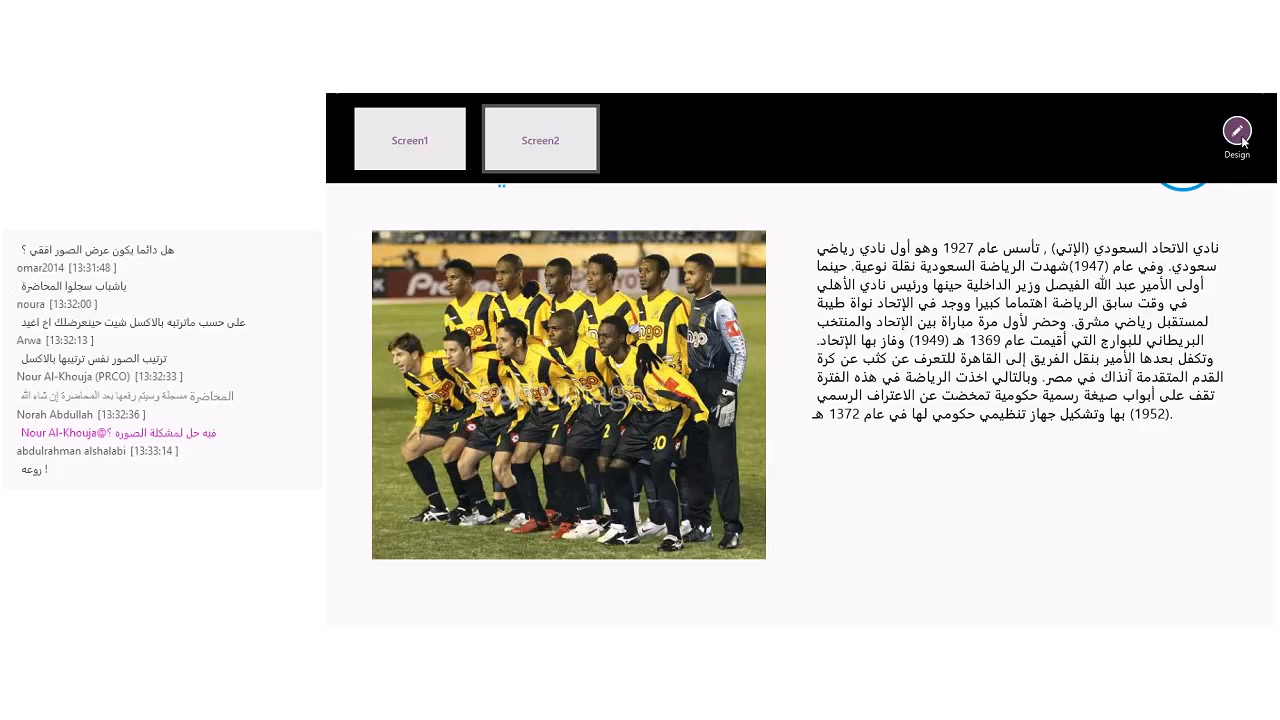 Screen1
Screen2
Design
هل دائما يكون عرض الصور افقي ؟
omar2014 [13:31:48 ]
ياشباب سجلوا المحاضرة
noura [13:32:00 ]
على حسب ماترتبه بالاكسل شيت حينعرضلك اخ اغيد
Arwa [13:32:13 ]
ترتيب الصور نفس ترتيبها بالاكسل
Nour Al-Khouja (PRCO) [13:32:33 ]
المحاضرة مسجلة وسيتم رفعها بعد المحاضرة إن شاء الله
Norah Abdullah [13:32:36 ]
Nour Al-Khouja@فيه حل لمشكلة الصوره ؟
abdulrahman alshalabi [13:33:14 ]
روعه !
نادي الاتحاد السعودي (الإتي) , تأسس عام 1927 وهو أول نادي رياضي
سعودي. وفي عام (1947)شهدت الرياضة السعودية نقلة نوعية. حينما
أولى الأمير عبد الله الفيصل وزير الداخلية حينها ورئيس نادي الأهلي
في وقت سابق الرياضة اهتماما كبيرا ووجد في الإتحاد نواة طيبة
لمستقبل رياضي مشرق. وحضر لأول مرة مباراة بين الإتحاد والمنتخب
البريطاني للبوارج التي أقيمت عام 1369 هـ (1949) وفاز بها الإتحاد.
وتكفل بعدها الأمير بنقل الفريق إلى القاهرة للتعرف عن كثب عن كرة
القدم المتقدمة آنذاك في مصر. وبالتالي اخذت الرياضة في هذه الفترة
تقف على أبواب صيغة رسمية حكومية تمخضت عن الاعتراف الرسمي
بها وتشكيل جهاز تنظيمي حكومي لها في عام 1372 هـ (1952).
Pioneer
gettyimages
7
2
20